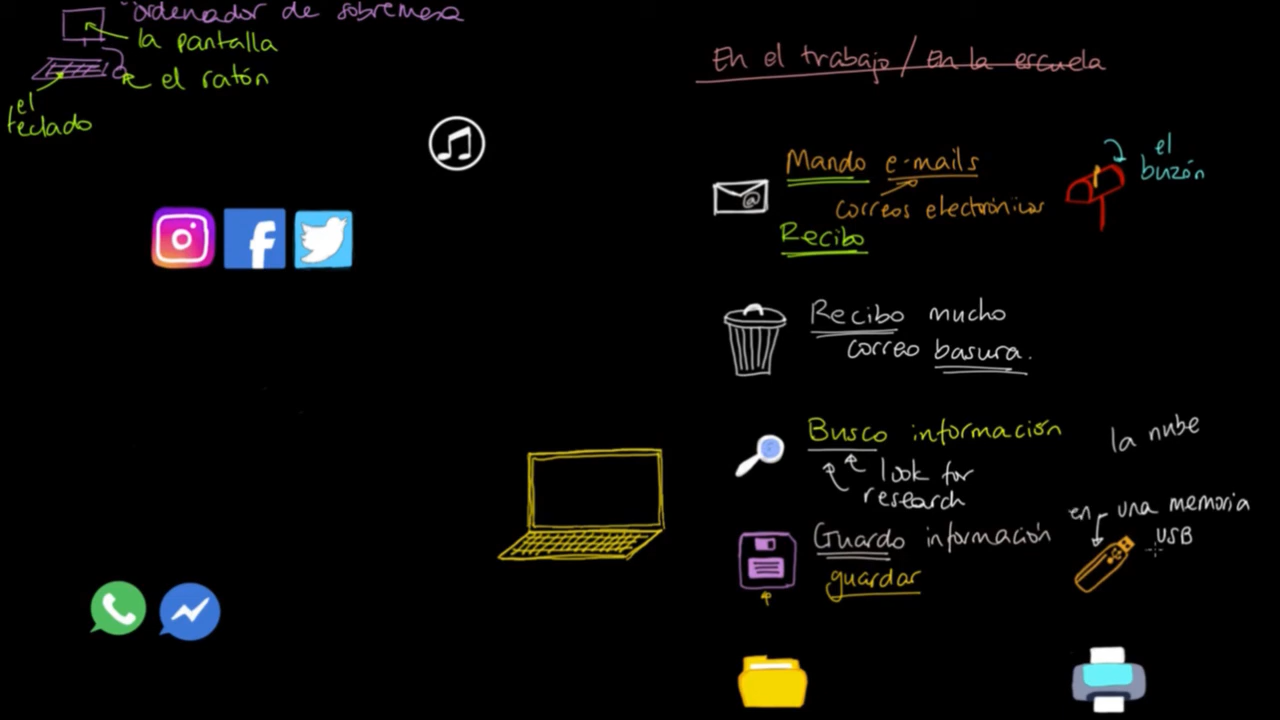 ordenador de sobremesa
la pantalla
el ratón
el
teclado
En el trabajo / En la escuela
Mando e-mails
correos electrónicos
Recibo
el
buzón
Recibo mucho
correo basura.
Busco información
look for
research
la nube
Guardo información
guardar
en una memoria
USB